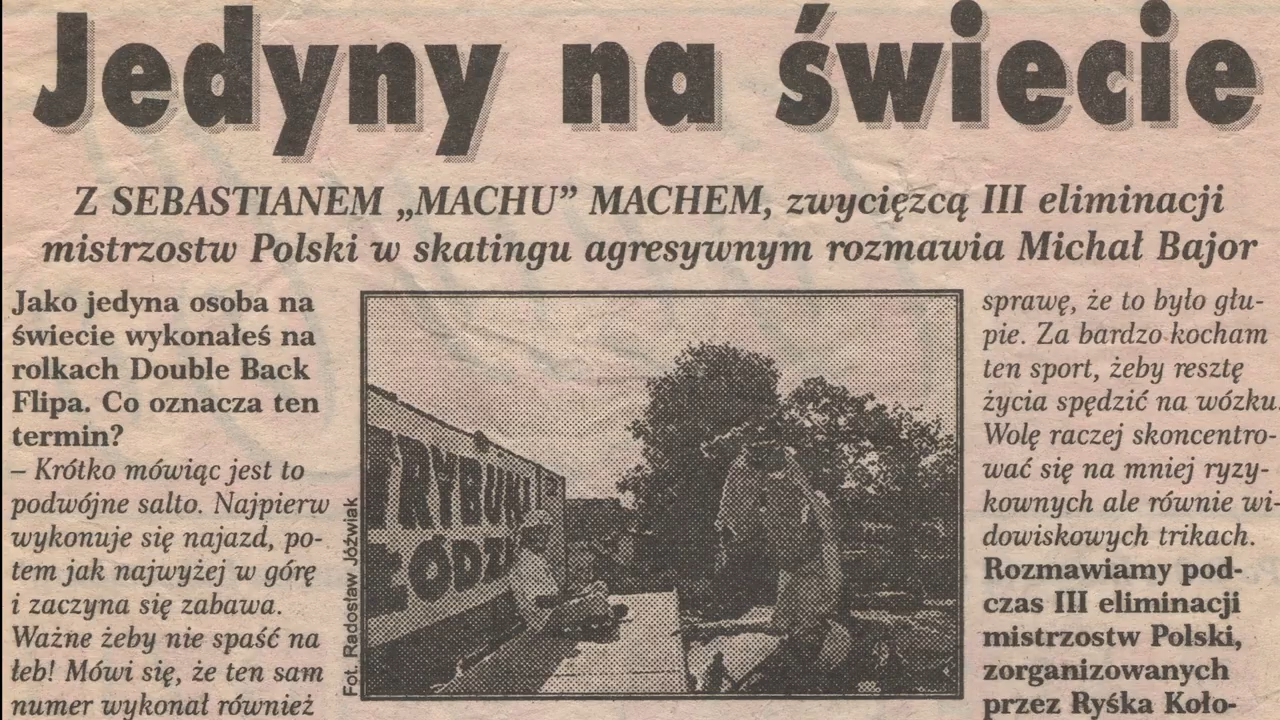 Jedyny na świecie
Z SEBASTIANEM „MACHU” MACHEM, zwycięzcą III eliminacji
mistrzostw Polski w skatingu agresywnym rozmawia Michał Bajor
Jako jedyna osoba na
świecie wykonałeś na
rolkach Double Back
Flipa. Co oznacza ten
termin?
– Krótko mówiąc jest to
podwójne salto. Najpierw
wykonuje się najazd, po-
tem jak najwyżej w górę
i zaczyna się zabawa.
Ważne żeby nie spaść na
łeb! Mówi się, że ten sam
numer wykonał również
Fot. Radosław Jóźwiak
TRYBUNA
ŁÓDZ
sprawę, że to było głu-
pie. Za bardzo kocham
ten sport, żeby resztę
życia spędzić na wózku.
Wolę raczej skoncentro-
wać się na mniej ryzy-
kownych ale równie wi-
dowiskowych trikach.
Rozmawiamy pod-
czas III eliminacji
mistrzostw Polski,
zorganizowanych
przez Ryśka Koło-